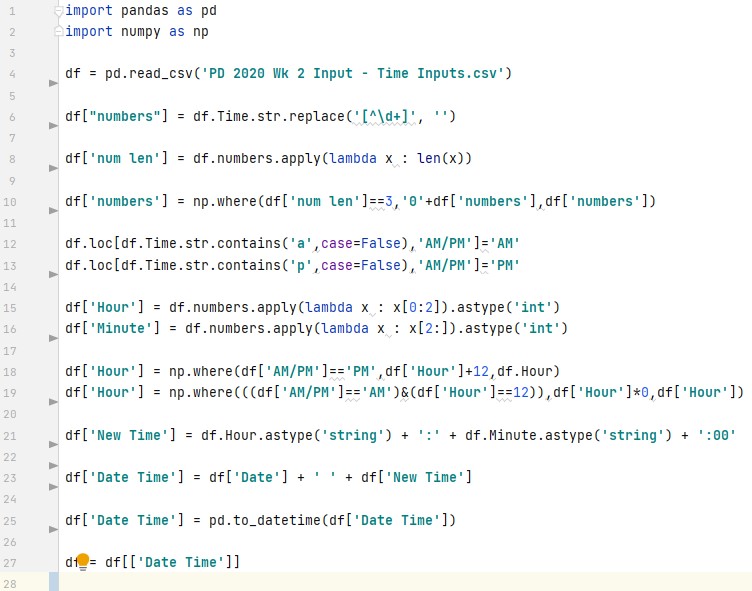 1 import pandas as pd
2 import numpy as np
3
4 df = pd.read_csv('PD 2020 Wk 2 Input - Time Inputs.csv')
5
6 df["numbers"] = df.Time.str.replace('[^\d+]', '')
7
8 df['num len'] = df.numbers.apply(lambda x : len(x))
9
10 df['numbers'] = np.where(df['num len']==3,'0'+df['numbers'],df['numbers'])
11
12 df.loc[df.Time.str.contains('a',case=False),'AM/PM']='AM'
13 df.loc[df.Time.str.contains('p',case=False),'AM/PM']='PM'
14
15 df['Hour'] = df.numbers.apply(lambda x : x[0:2]).astype('int')
16 df['Minute'] = df.numbers.apply(lambda x : x[2:]).astype('int')
17
18 df['Hour'] = np.where(df['AM/PM']=='PM',df['Hour']+12,df.Hour)
19 df['Hour'] = np.where(((df['AM/PM']=='AM')&(df['Hour']==12)),df['Hour']*0,df['Hour'])
20
21 df['New Time'] = df.Hour.astype('string') + ':' + df.Minute.astype('string') + ':00'
22
23 df['Date Time'] = df['Date'] + ' ' + df['New Time']
24
25 df['Date Time'] = pd.to_datetime(df['Date Time'])
26
27 df = df[['Date Time']]
28